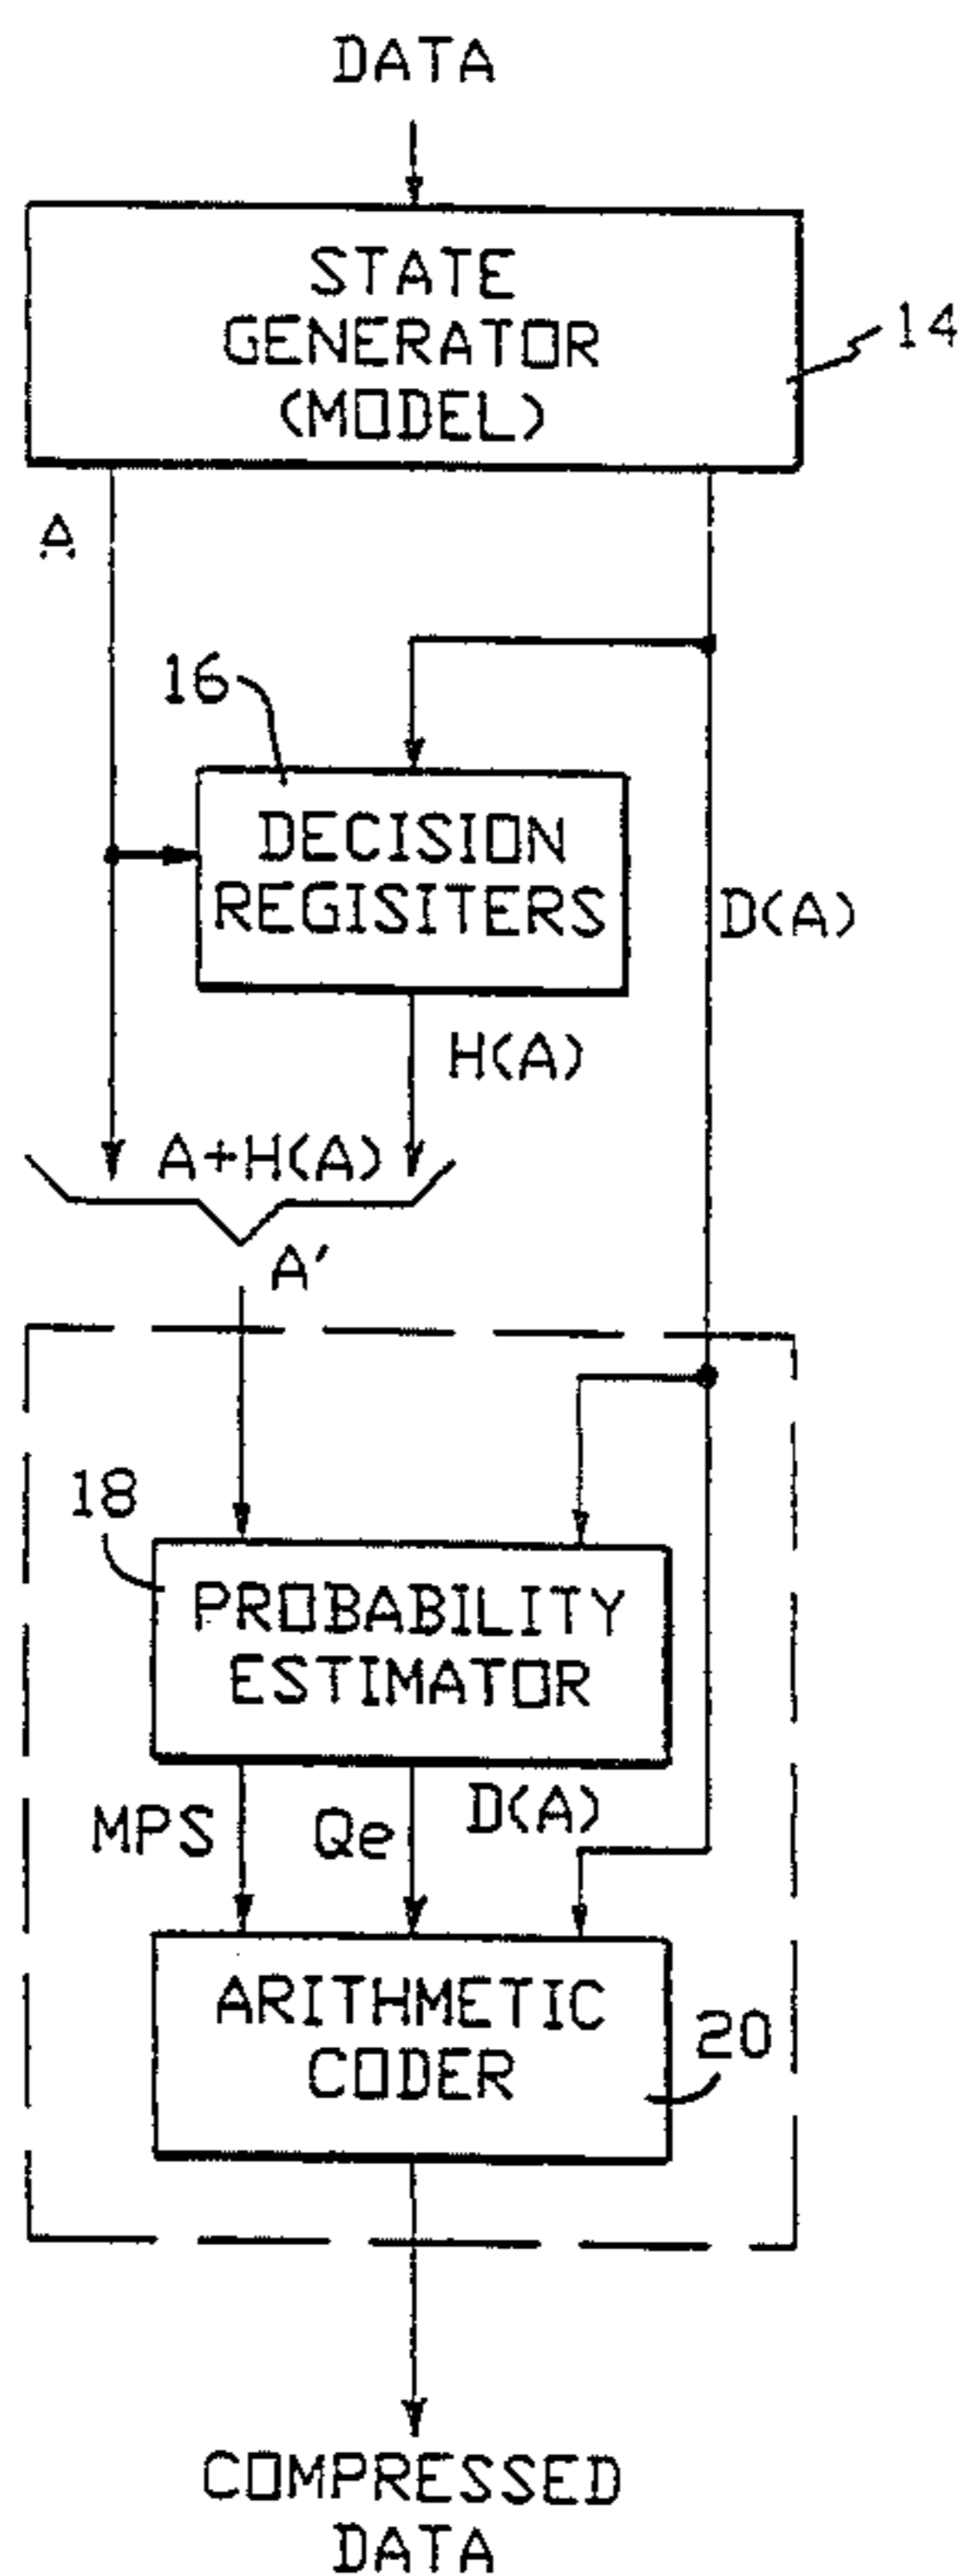 DATA
STATE
GENERATOR
(MODEL)
14
A
16
DECISION
REGISITERS
D(A)
H(A)
A+H(A)
A'
18
PROBABILITY
ESTIMATOR
MPS
Qe
D(A)
ARITHMETIC
CODER
20
COMPRESSED
DATA